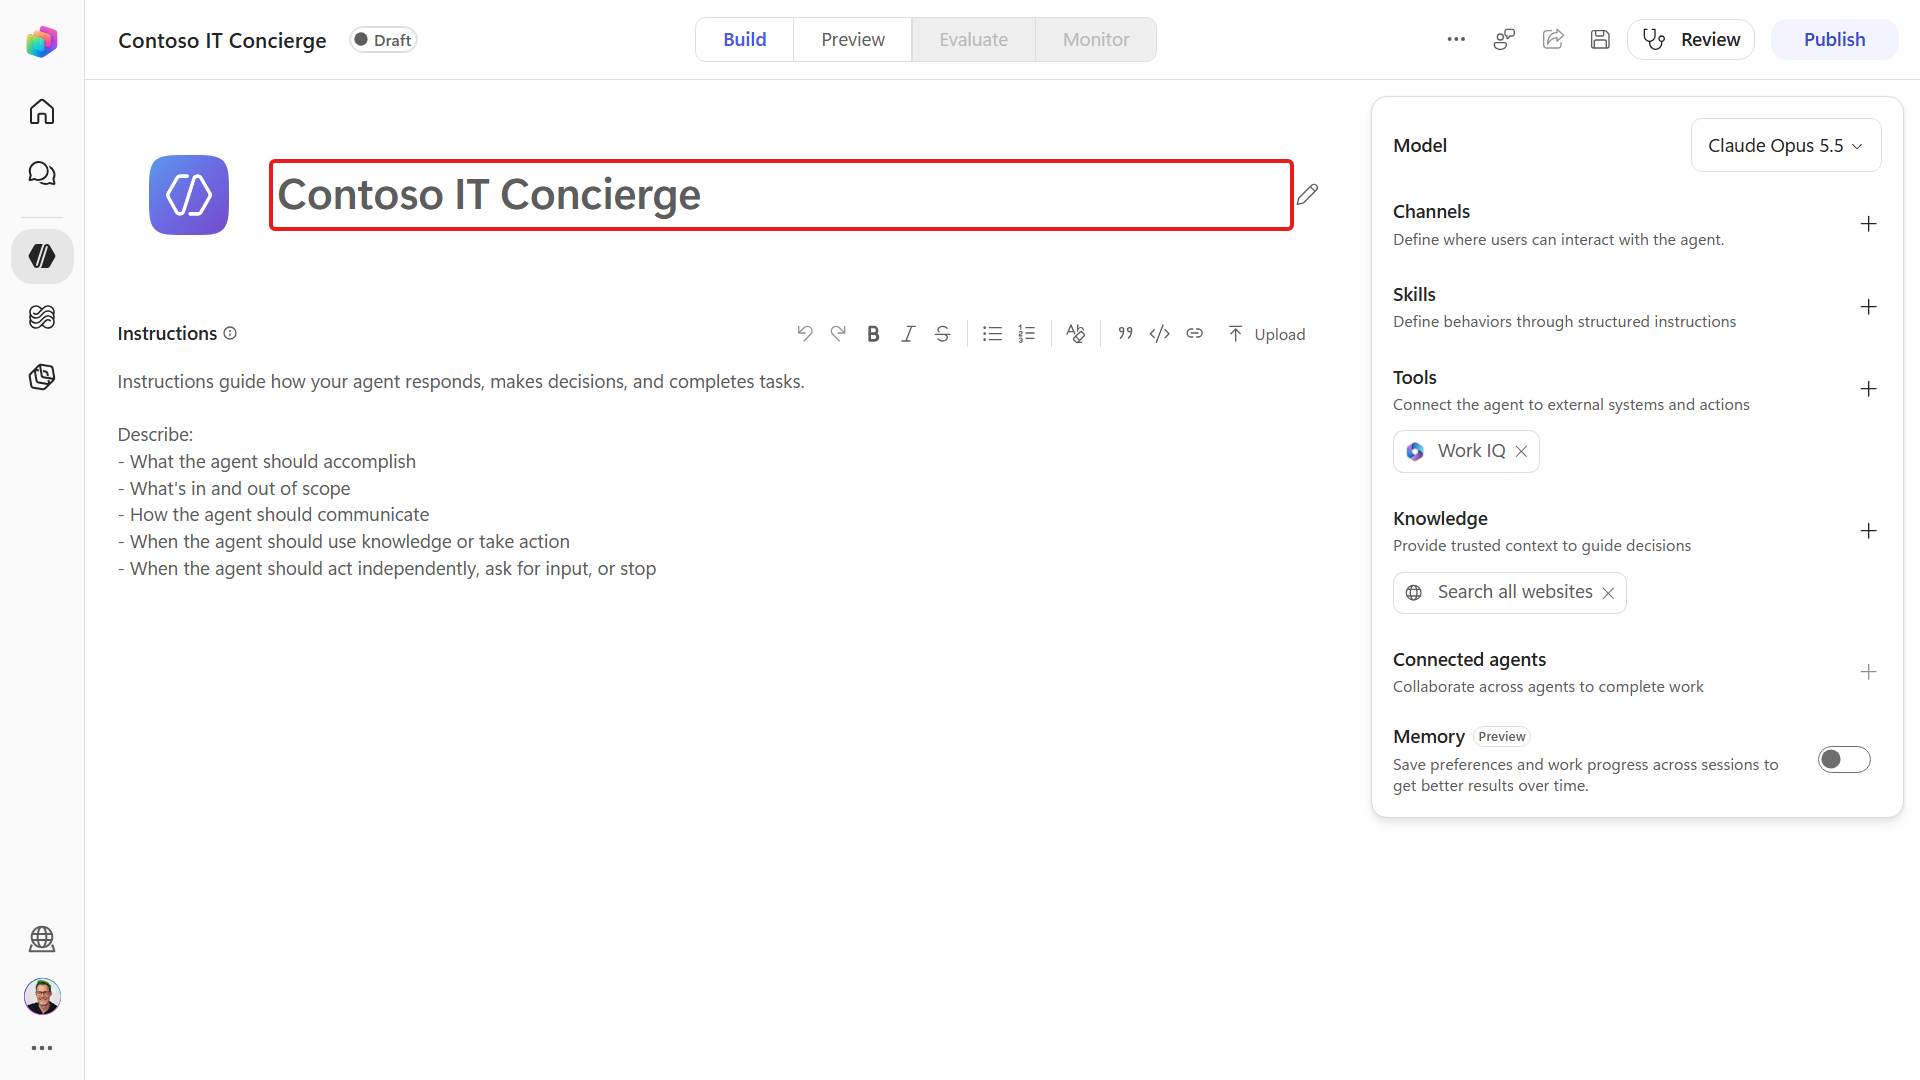 Contoso IT Concierge
Draft
Build
Preview
Evaluate
Monitor
Review
Publish
Contoso IT Concierge
Instructions
Upload
Instructions guide how your agent responds, makes decisions, and completes tasks.
Describe:
- What the agent should accomplish
- What's in and out of scope
- How the agent should communicate
- When the agent should use knowledge or take action
- When the agent should act independently, ask for input, or stop
Model
Claude Opus 5.5
Channels
Define where users can interact with the agent.
Skills
Define behaviors through structured instructions
Tools
Connect the agent to external systems and actions
Work IQ
Knowledge
Provide trusted context to guide decisions
Search all websites
Connected agents
Collaborate across agents to complete work
Memory Preview
Save preferences and work progress across sessions to
get better results over time.